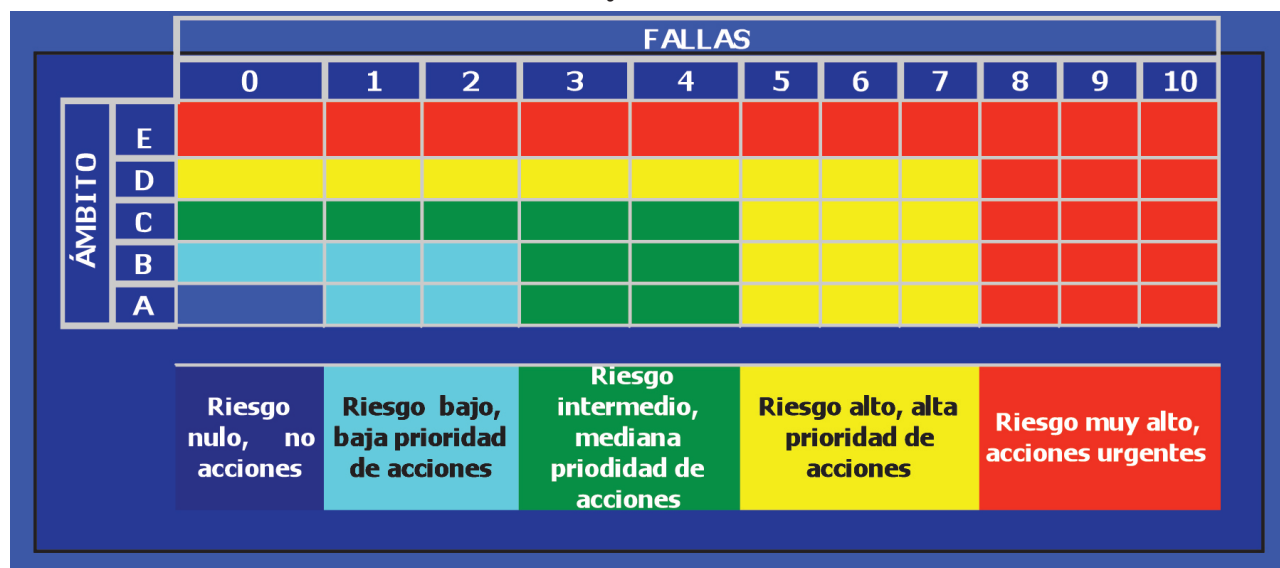 FALLAS
0 1 2 3 4 5 6 7 8 9 10
ÁMBITO
E
D
C
B
A
Riesgo
nulo, no
acciones
Riesgo bajo,
baja prioridad
de acciones
Riesgo
intermedio,
mediana
priodidad de
acciones
Riesgo alto, alta
prioridad de
acciones
Riesgo muy alto,
acciones urgentes